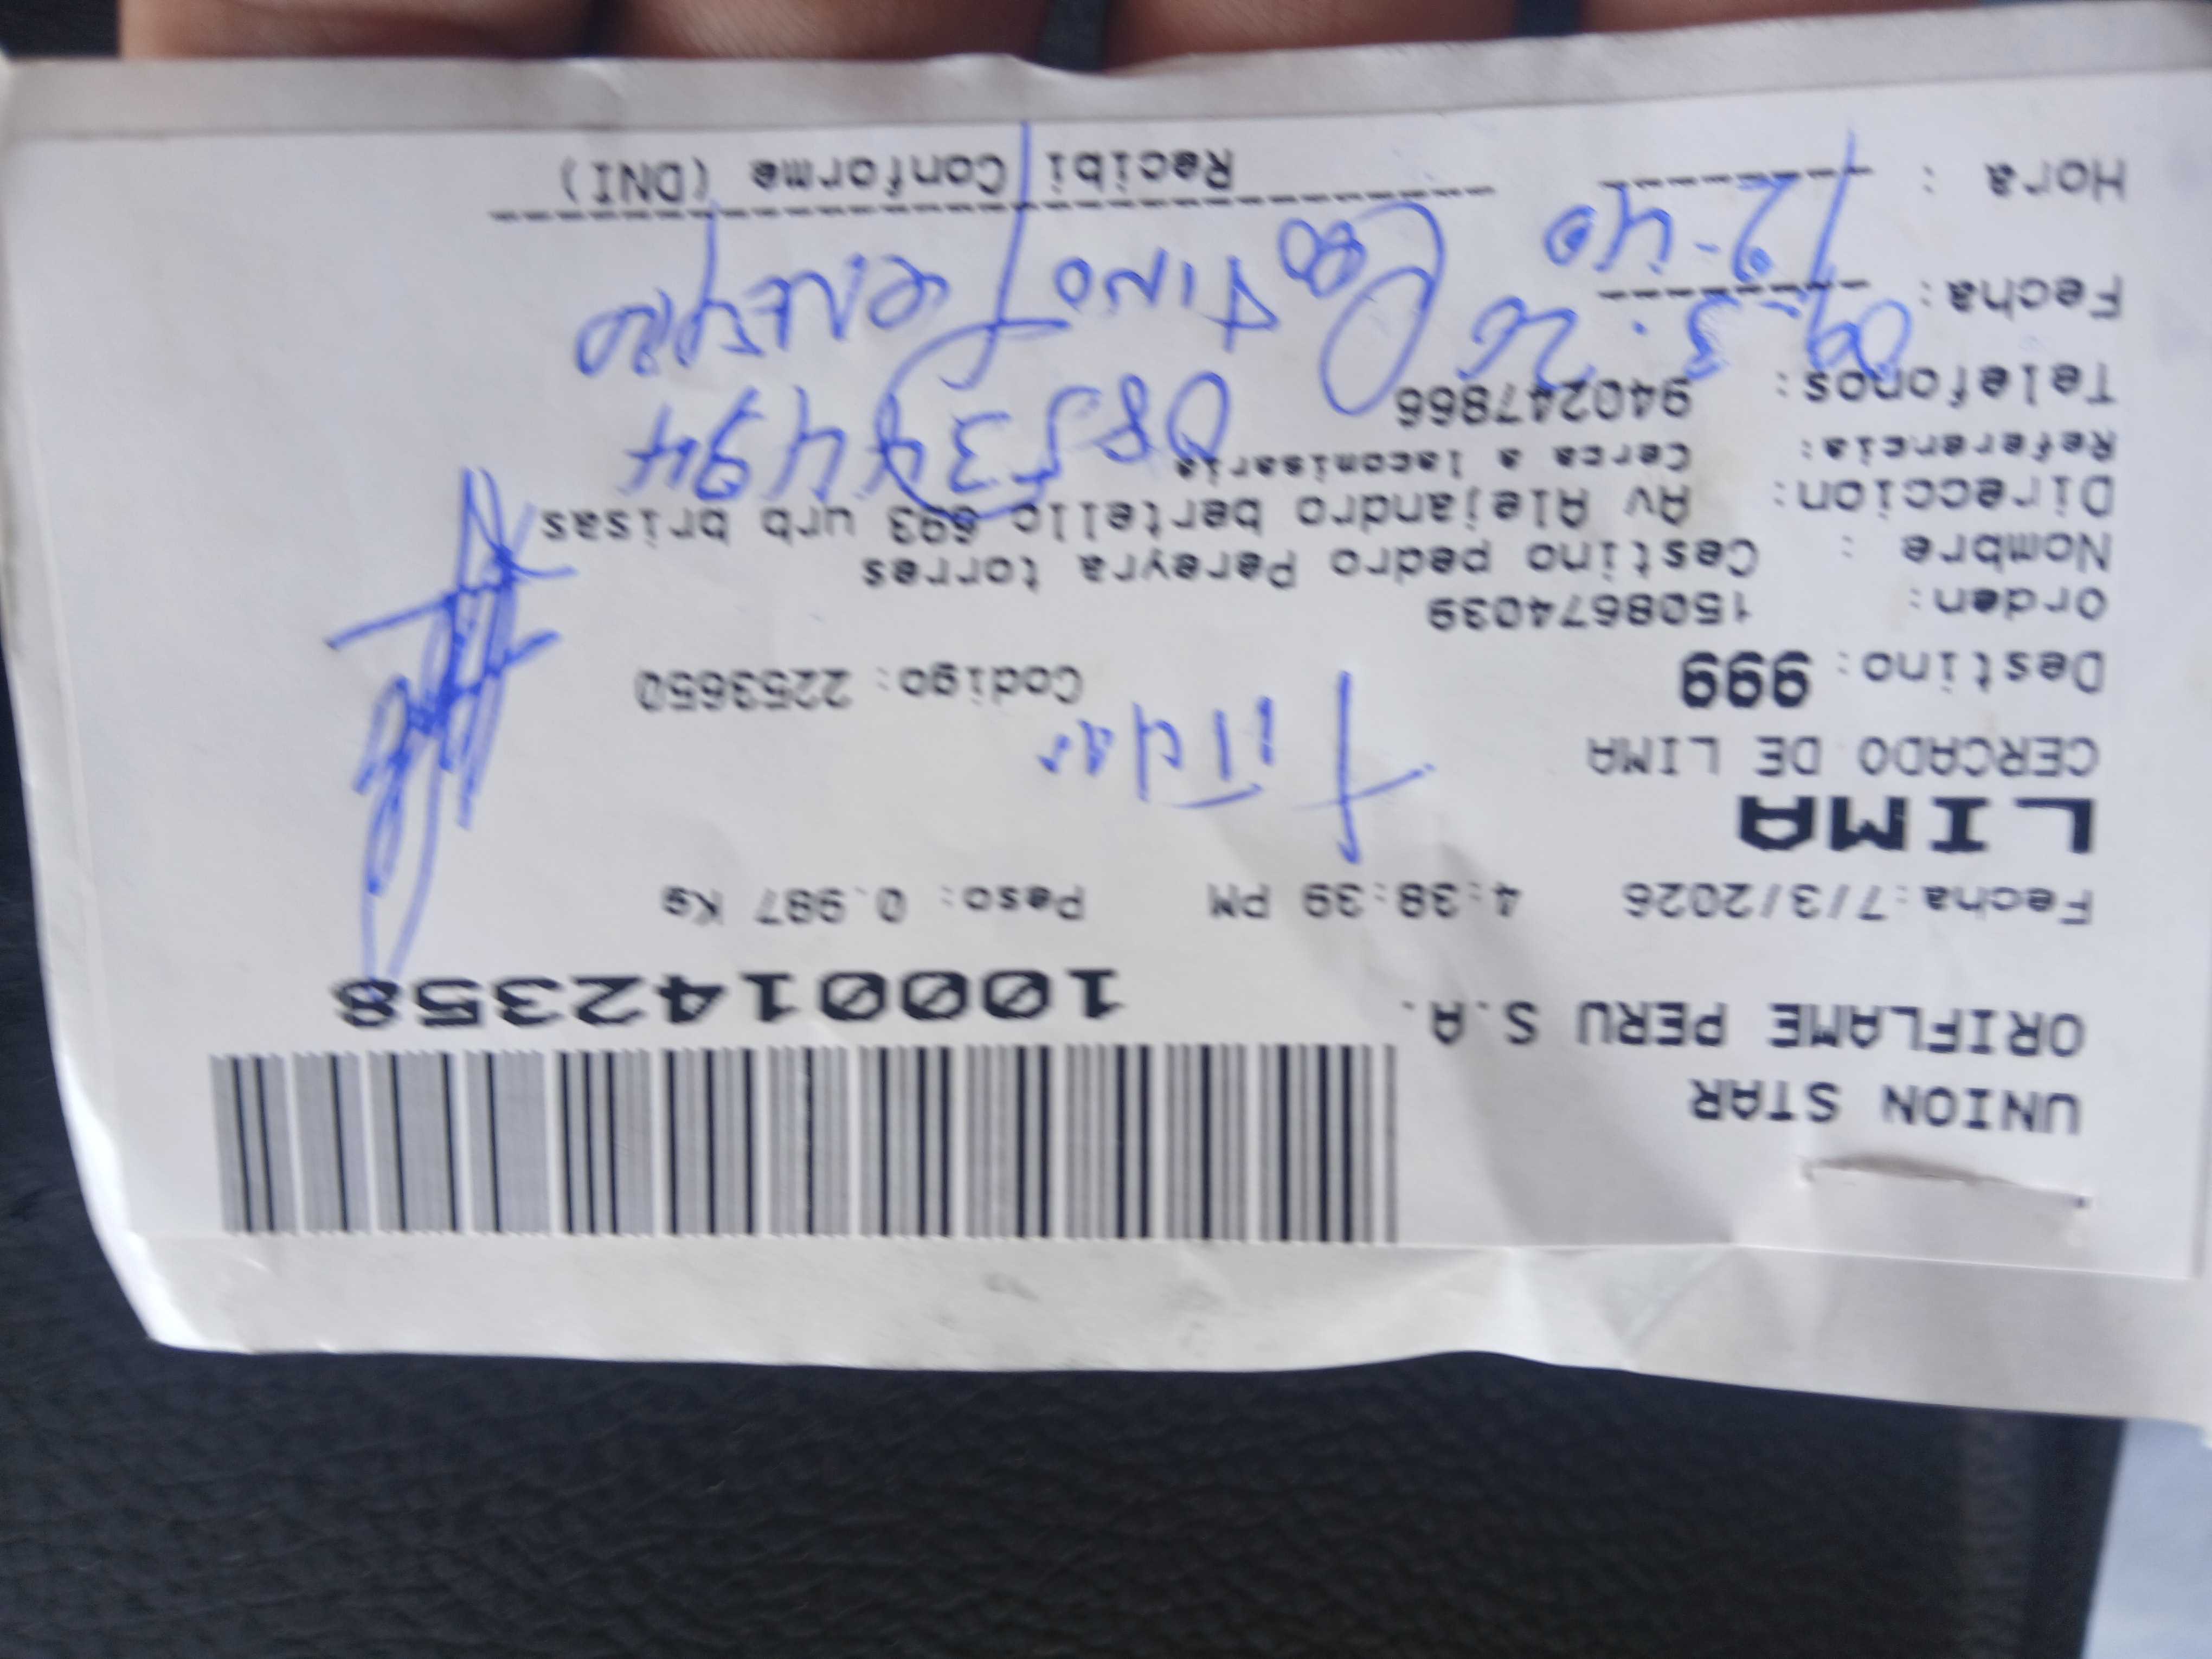 UNION STAR
ORIFLAME PERU S.A.
1000142358
Fecha:7/3/2026 4:38:39 PM Peso: 0.987 Kg
LIMA
CERCADO DE LIMA
Titular
Destino: 999 Codigo: 2253650
Orden: 1508674039
Nombre : Cestino pedro Pereyra torres
Direccion: Av Alejandro bertello 693 urb brisas
Referencia: Cerca a lacomisaria
Telefonos: 940247866
Fecha: 09-3-26
Hora : 12-40
Recibi Conforme (DNI)